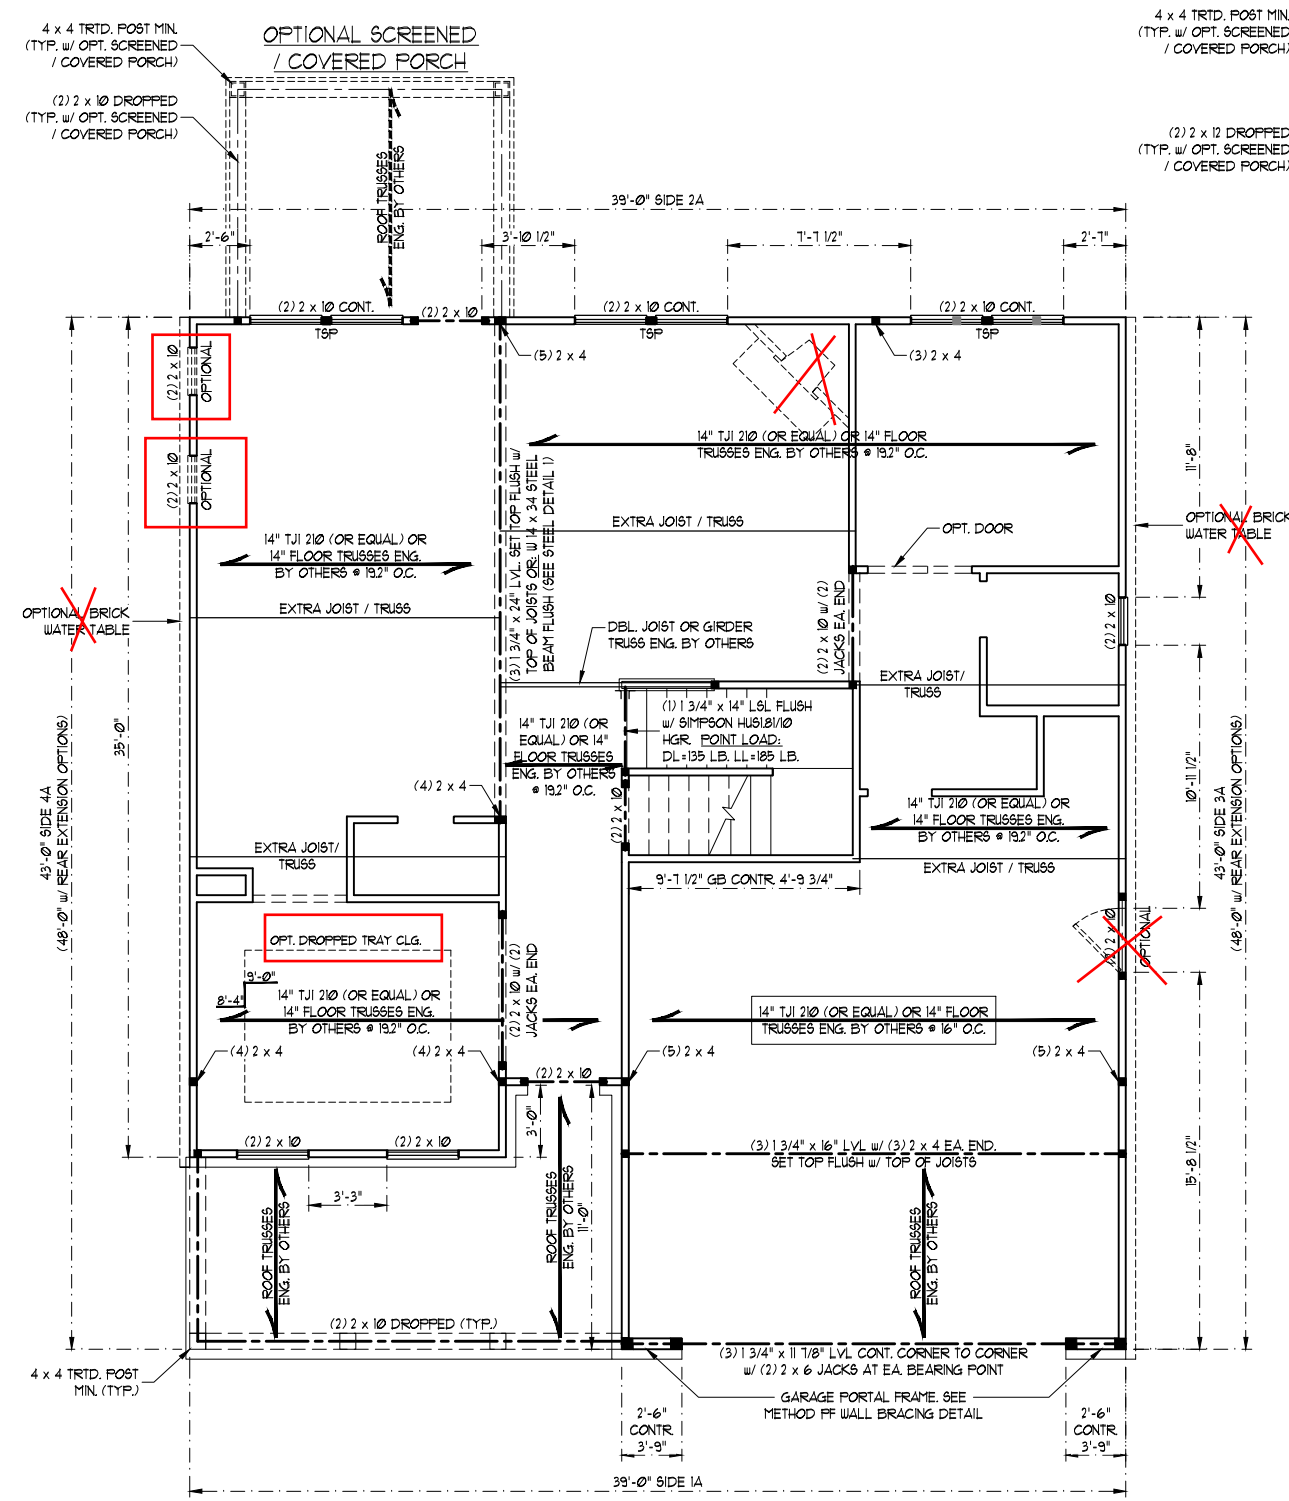 4 x 4 TRTD. POST MIN.
(TYP. w/ OPT. SCREENED
/ COVERED PORCH)
OPTIONAL SCREENED
/ COVERED PORCH
4 x 4 TRTD. POST MIN.
(TYP. w/ OPT. SCREENED
/ COVERED PORCH)
(2) 2 x 10 DROPPED
(TYP. w/ OPT. SCREENED
/ COVERED PORCH)
(2) 2 x 12 DROPPED
(TYP. w/ OPT. SCREENED
/ COVERED PORCH)
ROOF TRUSSES
ENG. BY OTHERS
39'-0" SIDE 2A
2'-6"
3'-10 1/2"
7'-7 1/2"
2'-7"
(2) 2 x 10 CONT.
(2) 2 x 10
(2) 2 x 10 CONT.
(2) 2 x 10 CONT.
TSP
TSP
TSP
(5) 2 x 4
(3) 2 x 4
(2) 2 x 10
OPTIONAL
(2) 2 x 10
OPTIONAL
14" TJI 210 (OR EQUAL) OR 14" FLOOR
TRUSSES ENG. BY OTHERS @ 19.2" O.C.
11'-8"
(3) 1 3/4" x 24" LVL. SET TOP FLUSH w/
TOP OF JOISTS OR: W 14 x 34 STEEL
BEAM FLUSH (SEE STEEL DETAIL 1)
EXTRA JOIST / TRUSS
OPT. DOOR
OPTIONAL BRICK
WATER TABLE
14" TJI 210 (OR EQUAL) OR
14" FLOOR TRUSSES ENG.
BY OTHERS @ 19.2" O.C.
EXTRA JOIST / TRUSS
OPTIONAL BRICK
WATER TABLE
DBL. JOIST OR GIRDER
TRUSS ENG. BY OTHERS
(2) 2 x 10 w/ (2)
JACKS EA. END
(2) 2 x 10
EXTRA JOIST/
TRUSS
(1) 1 3/4" x 14" LSL FLUSH
w/ SIMPSON HUS1.81/10
HGR. POINT LOAD:
DL=135 LB. LL=185 LB.
14" TJI 210 (OR
EQUAL) OR 14"
FLOOR TRUSSES
ENG. BY OTHERS
@ 19.2" O.C.
35'-0"
43'-0" SIDE 4A
(48'-0" w/ REAR EXTENSION OPTIONS)
43'-0" SIDE 3A
(48'-0" w/ REAR EXTENSION OPTIONS)
10'-11 1/2"
(4) 2 x 4
(2) 2 x 10
14" TJI 210 (OR EQUAL) OR
14" FLOOR TRUSSES ENG.
BY OTHERS @ 19.2" O.C.
EXTRA JOIST/
TRUSS
EXTRA JOIST / TRUSS
9'-7 1/2" GB CONTR. 4'-9 3/4"
OPT. DROPPED TRAY CLG.
(2) 2 x 10
OPTIONAL
9'-0"
8'-4"
(2) 2 x 10 w/ (2)
JACKS EA. END
14" TJI 210 (OR EQUAL) OR
14" FLOOR TRUSSES ENG.
BY OTHERS @ 19.2" O.C.
14" TJI 210 (OR EQUAL) OR 14" FLOOR
TRUSSES ENG. BY OTHERS @ 16" O.C.
(4) 2 x 4
(4) 2 x 4
(5) 2 x 4
(5) 2 x 4
(2) 2 x 10
3'-0"
(2) 2 x 10
(2) 2 x 10
(3) 1 3/4" x 16" LVL w/ (3) 2 x 4 EA. END.
SET TOP FLUSH w/ TOP OF JOISTS
15'-8 1/2"
3'-3"
ROOF TRUSSES
ENG. BY OTHERS
ROOF TRUSSES
ENG. BY OTHERS
11'-0"
ROOF TRUSSES
ENG. BY OTHERS
(2) 2 x 10 DROPPED (TYP.)
(3) 1 3/4" x 11 7/8" LVL CONT. CORNER TO CORNER
w/ (2) 2 x 6 JACKS AT EA. BEARING POINT
4 x 4 TRTD. POST
MIN. (TYP.)
GARAGE PORTAL FRAME. SEE
METHOD PF WALL BRACING DETAIL
2'-6"
CONTR.
3'-9"
2'-6"
CONTR.
3'-9"
39'-0" SIDE 1A